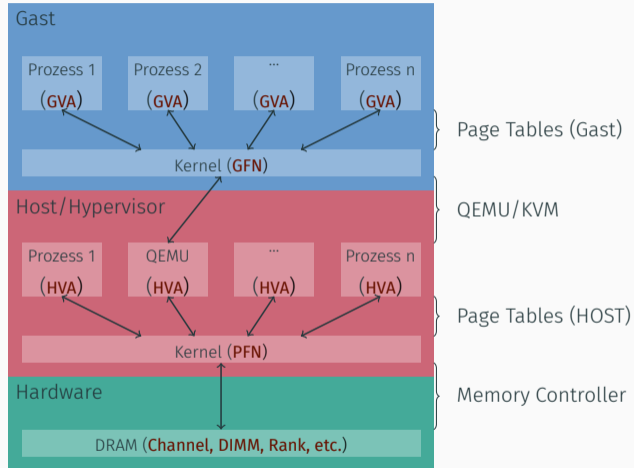 Gast
Prozess 1 Prozess 2 ... Prozess n
(GVA) (GVA) (GVA) (GVA)
Page Tables (Gast)
Kernel (GFN)
Host/Hypervisor
QEMU/KVM
Prozess 1 QEMU ... Prozess n
(HVA) (HVA) (HVA) (HVA)
Page Tables (HOST)
Kernel (PFN)
Hardware
Memory Controller
DRAM (Channel, DIMM, Rank, etc.)